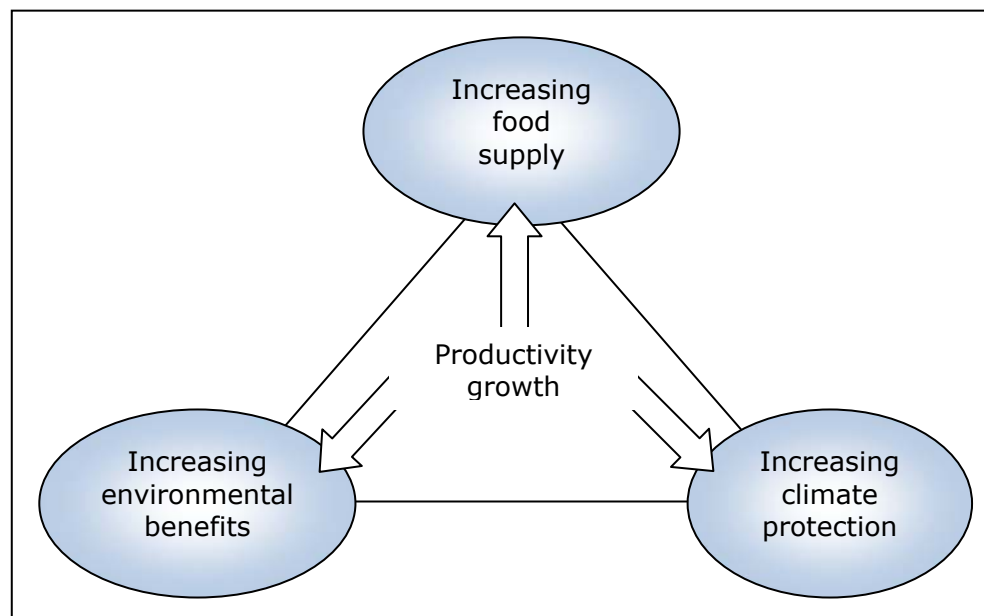 Increasing
food
supply
Productivity
growth
Increasing
environmental
benefits
Increasing
climate
protection